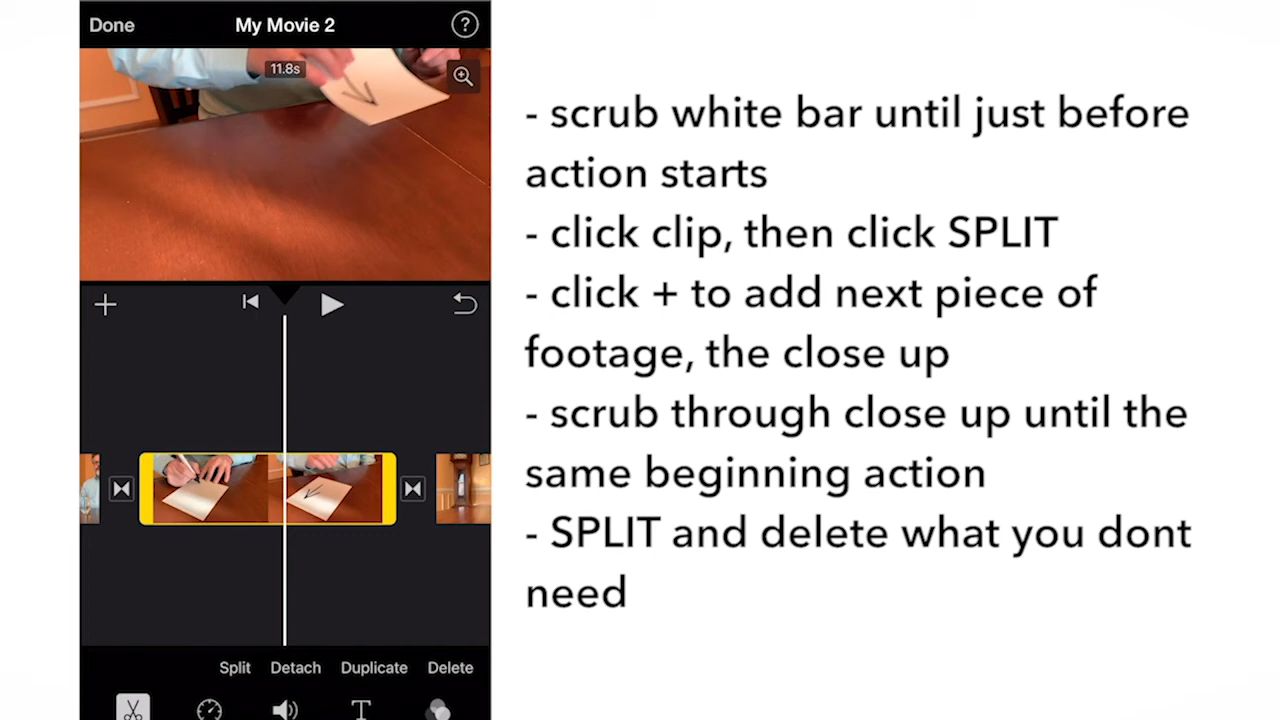 Done
My Movie 2
?
11.8s
- scrub white bar until just before
action starts
- click clip, then click SPLIT
- click + to add next piece of
footage, the close up
- scrub through close up until the
same beginning action
- SPLIT and delete what you dont
need
Split
Detach
Duplicate
Delete
T